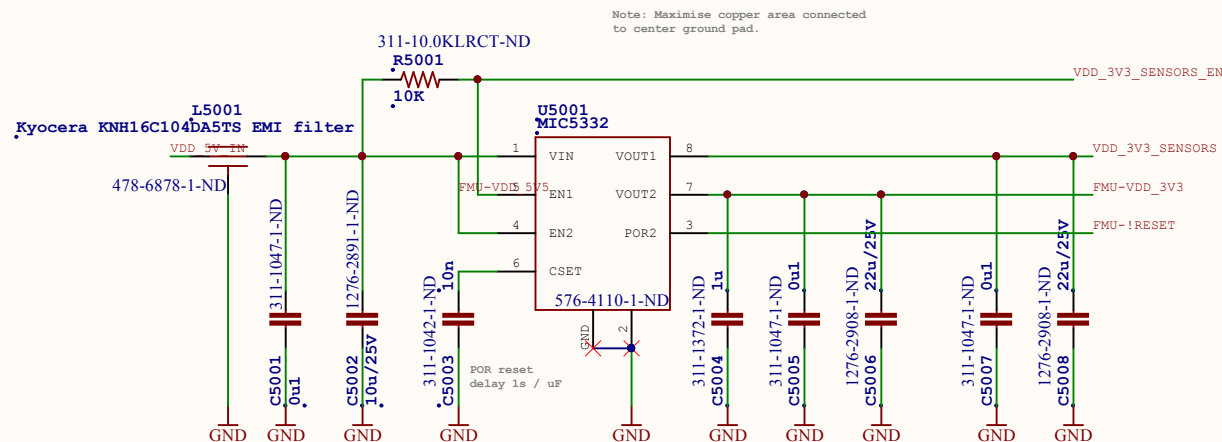 Note: Maximise copper area connected
to center ground pad.
311-10.0KLRCT-ND
R5001
10K
VDD_3V3_SENSORS_EN
L5001
Kyocera KNH16C104DA5TS EMI filter
VDD_5V_IN
478-6878-1-ND
U5001
MIC5332
1
VIN
VOUT1
8
VDD_3V3_SENSORS
FMU-VDD_5V5
5
EN1
VOUT2
7
FMU-VDD_3V3
4
EN2
POR2
3
FMU-!RESET
6
CSET
576-4110-1-ND
GND
2
311-1047-1-ND
C5001
0u1
1276-2891-1-ND
C5002
10u/25V
10n
311-1042-1-ND
C5003
POR reset
delay 1s / uF
1u
311-1372-1-ND
C5004
0u1
311-1047-1-ND
C5005
22u/25V
1276-2908-1-ND
C5006
0u1
311-1047-1-ND
C5007
22u/25V
1276-2908-1-ND
C5008
GND
GND
GND
GND
GND
GND
GND
GND
GND
GND